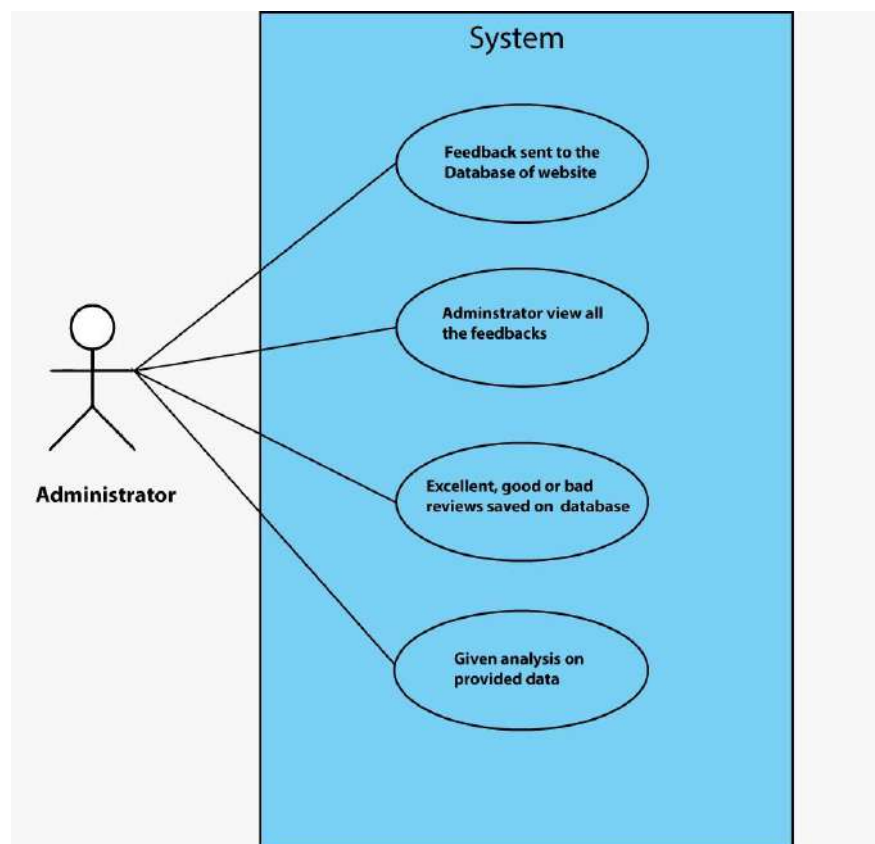 System
Feedback sent to the
Database of website
Adminstrator view all
the feedbacks
Administrator
Excellent, good or bad
reviews saved on database
Given analysis on
provided data